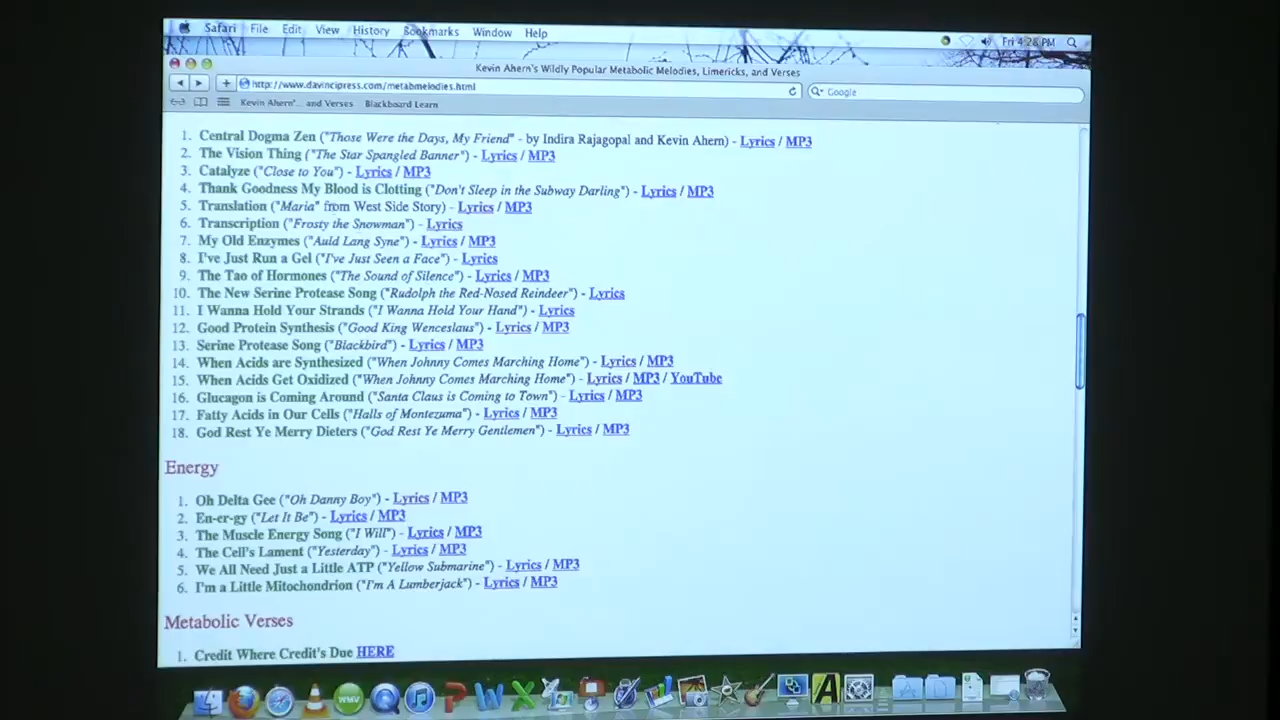 Safari File Edit View History Bookmarks Window Help Fri 4:28 PM
Kevin Ahern's Wildly Popular Metabolic Melodies, Limericks, and Verses
http://www.davincipress.com/metabmelodies.html Google
Kevin Ahern'... and Verses Blackboard Learn
1. Central Dogma Zen ("Those Were the Days, My Friend" - by Indira Rajagopal and Kevin Ahern) - Lyrics / MP3
2. The Vision Thing ("The Star Spangled Banner") - Lyrics / MP3
3. Catalyze ("Close to You") - Lyrics / MP3
4. Thank Goodness My Blood is Clotting ("Don't Sleep in the Subway Darling") - Lyrics / MP3
5. Translation ("Maria" from West Side Story) - Lyrics / MP3
6. Transcription ("Frosty the Snowman") - Lyrics
7. My Old Enzymes ("Auld Lang Syne") - Lyrics / MP3
8. I've Just Run a Gel ("I've Just Seen a Face") - Lyrics
9. The Tao of Hormones ("The Sound of Silence") - Lyrics / MP3
10. The New Serine Protease Song ("Rudolph the Red-Nosed Reindeer") - Lyrics
11. I Wanna Hold Your Strands ("I Wanna Hold Your Hand") - Lyrics
12. Good Protein Synthesis ("Good King Wenceslaus") - Lyrics / MP3
13. Serine Protease Song ("Blackbird") - Lyrics / MP3
14. When Acids are Synthesized ("When Johnny Comes Marching Home") - Lyrics / MP3
15. When Acids Get Oxidized ("When Johnny Comes Marching Home") - Lyrics / MP3 / YouTube
16. Glucagon is Coming Around ("Santa Claus is Coming to Town") - Lyrics / MP3
17. Fatty Acids in Our Cells ("Halls of Montezuma") - Lyrics / MP3
18. God Rest Ye Merry Dieters ("God Rest Ye Merry Gentlemen") - Lyrics / MP3
Energy
1. Oh Delta Gee ("Oh Danny Boy") - Lyrics / MP3
2. En-er-gy ("Let It Be") - Lyrics / MP3
3. The Muscle Energy Song ("I Will") - Lyrics / MP3
4. The Cell's Lament ("Yesterday") - Lyrics / MP3
5. We All Need Just a Little ATP ("Yellow Submarine") - Lyrics / MP3
6. I'm a Little Mitochondrion ("I'm A Lumberjack") - Lyrics / MP3
Metabolic Verses
1. Credit Where Credit's Due HERE
WMV